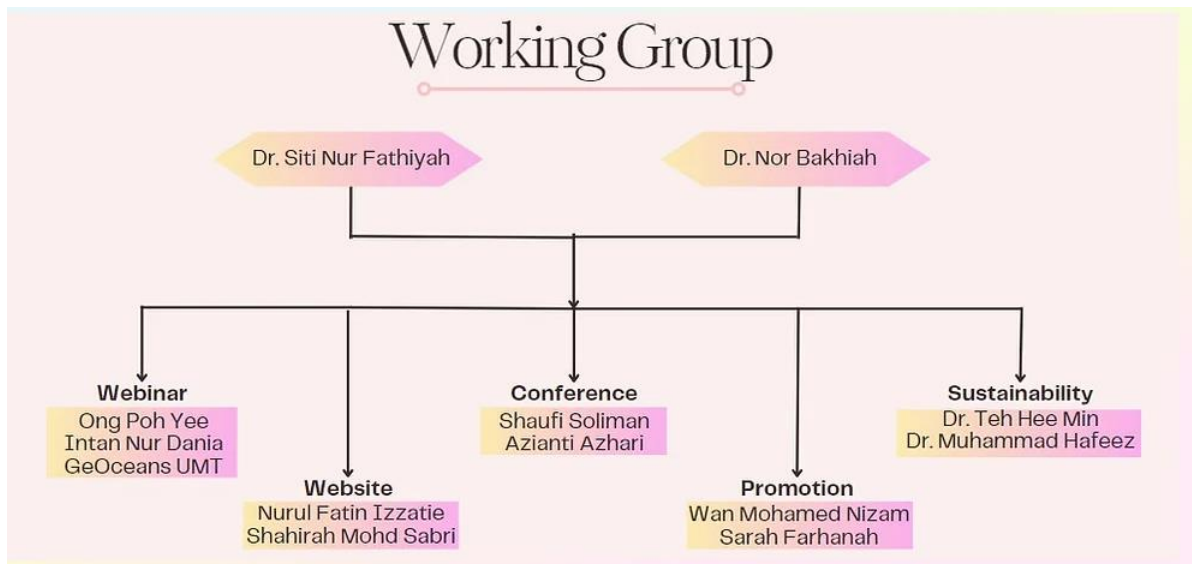 Working Group
Dr. Siti Nur Fathiyah
Dr. Nor Bakhiah
Webinar
Ong Poh Yee
Intan Nur Dania
GeOceans UMT
Website
Nurul Fatin Izzatie
Shahirah Mohd Sabri
Conference
Shaufi Soliman
Azianti Azhari
Promotion
Wan Mohamed Nizam
Sarah Farhanah
Sustainability
Dr. Teh Hee Min
Dr. Muhammad Hafeez